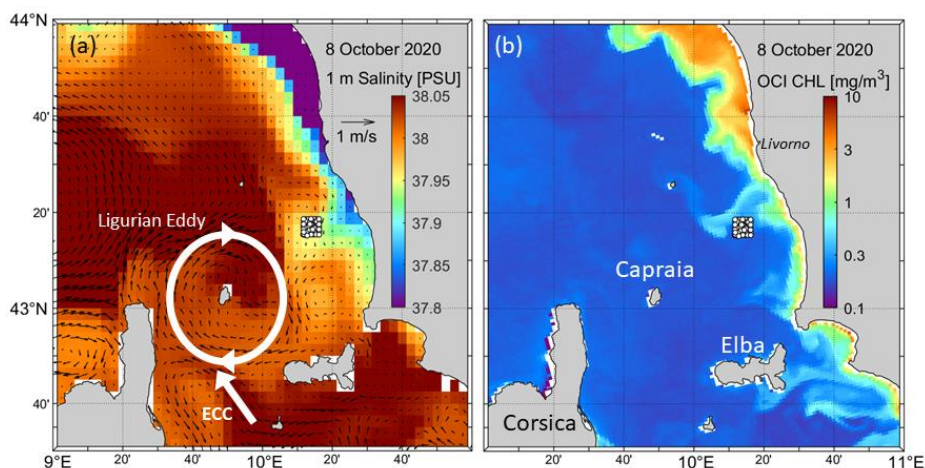 44°N
(a)
8 October 2020
1 m Salinity [PSU]
1 m/s
38.05
38
37.95
37.9
37.85
37.8
40'
20'
43°N
40'
Ligurian Eddy
ECC
9°E
20'
40'
10°E
20'
40'
(b)
8 October 2020
OCI CHL [mg/m³]
10
3
1
0.3
0.1
Livorno
Capraia
Elba
Corsica
20'
40'
10°E
20'
40'
11°E